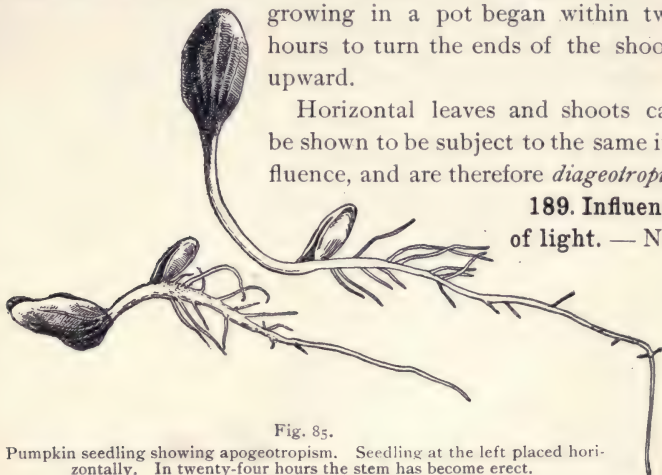 growing in a pot began within tw
hours to turn the ends of the shoo
upward.
Horizontal leaves and shoots ca
be shown to be subject to the same i
fluence, and are therefore diageotropi
189. Influen
of light. — N
Fig. 85.
Pumpkin seedling showing apogeotropism. Seedling at the left placed hori-
zontally. In twenty-four hours the stem has become erect.